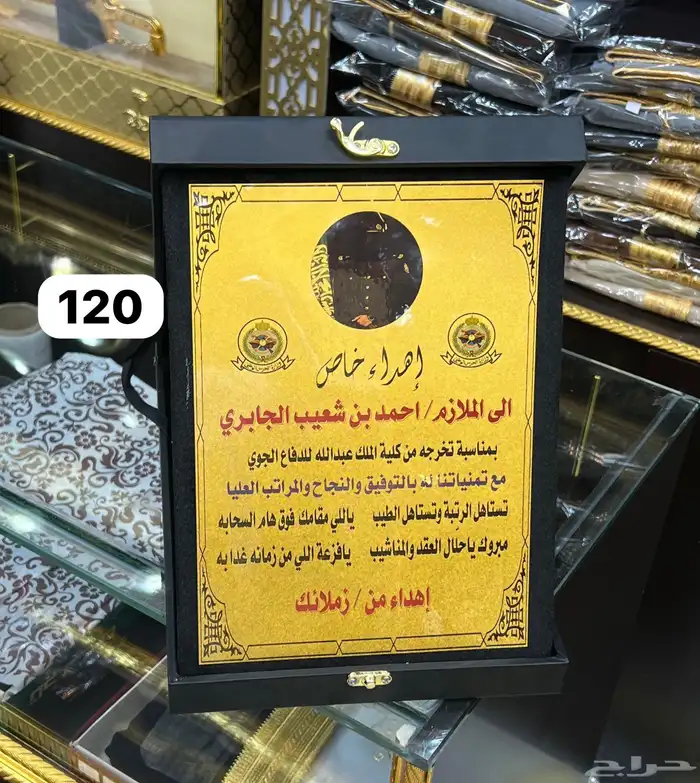 120
إهداء خاص
الى الملازم / احمد بن شعيب الجابري
بمناسبة تخرجه من كلية الملك عبدالله للدفاع الجوي
مع تمنياتنا له بالتوفيق والنجاح والمراتب العليا
تستاهل الرتبة وتستاهل الطيب ياللي مقامك فوق هام السحابه
مبروك ياحلال العقد والمناشيب يافزعة اللي من زمانه غدا به
إهداء من / زملائك
حراج